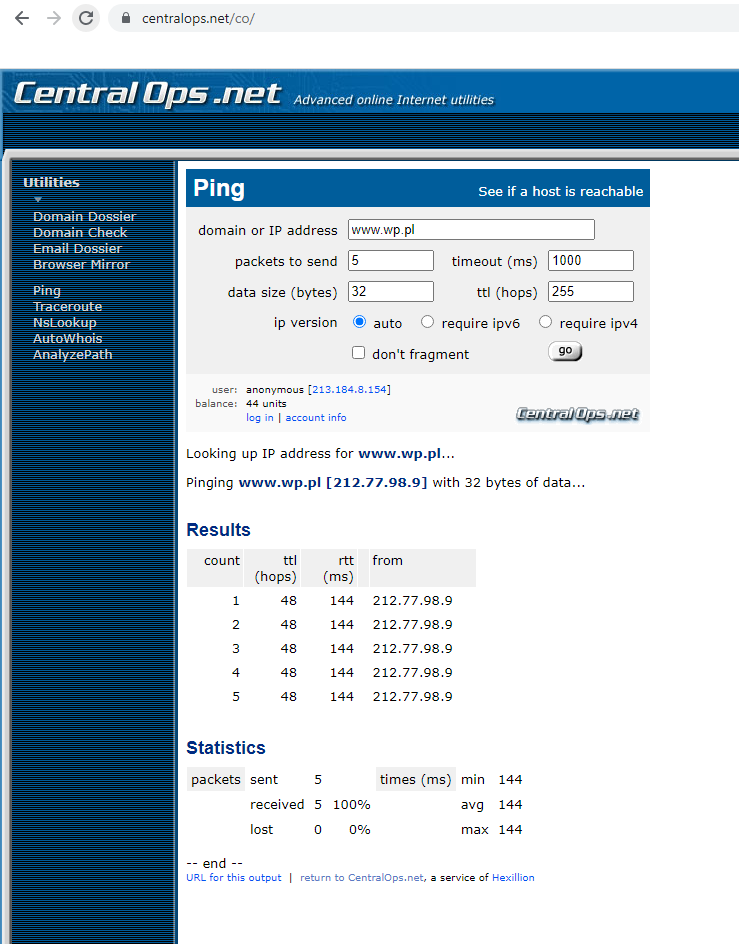 centralops.net/co/
Central Ops .net Advanced online Internet utilities
Utilities
Domain Dossier
Domain Check
Email Dossier
Browser Mirror
Ping
Traceroute
NsLookup
AutoWhois
AnalyzePath
Ping See if a host is reachable
domain or IP address www.wp.pl
packets to send 5 timeout (ms) 1000
data size (bytes) 32 ttl (hops) 255
ip version auto require ipv6 require ipv4
don't fragment go
user: anonymous [213.184.8.154]
balance: 44 units
log in | account info
CentralOps.net
Looking up IP address for www.wp.pl...
Pinging www.wp.pl [212.77.98.9] with 32 bytes of data...
Results
count ttl rtt from
(hops) (ms)
1 48 144 212.77.98.9
2 48 144 212.77.98.9
3 48 144 212.77.98.9
4 48 144 212.77.98.9
5 48 144 212.77.98.9
Statistics
packets sent 5 times (ms) min 144
received 5 100% avg 144
lost 0 0% max 144
-- end --
URL for this output | return to CentralOps.net, a service of Hexillion